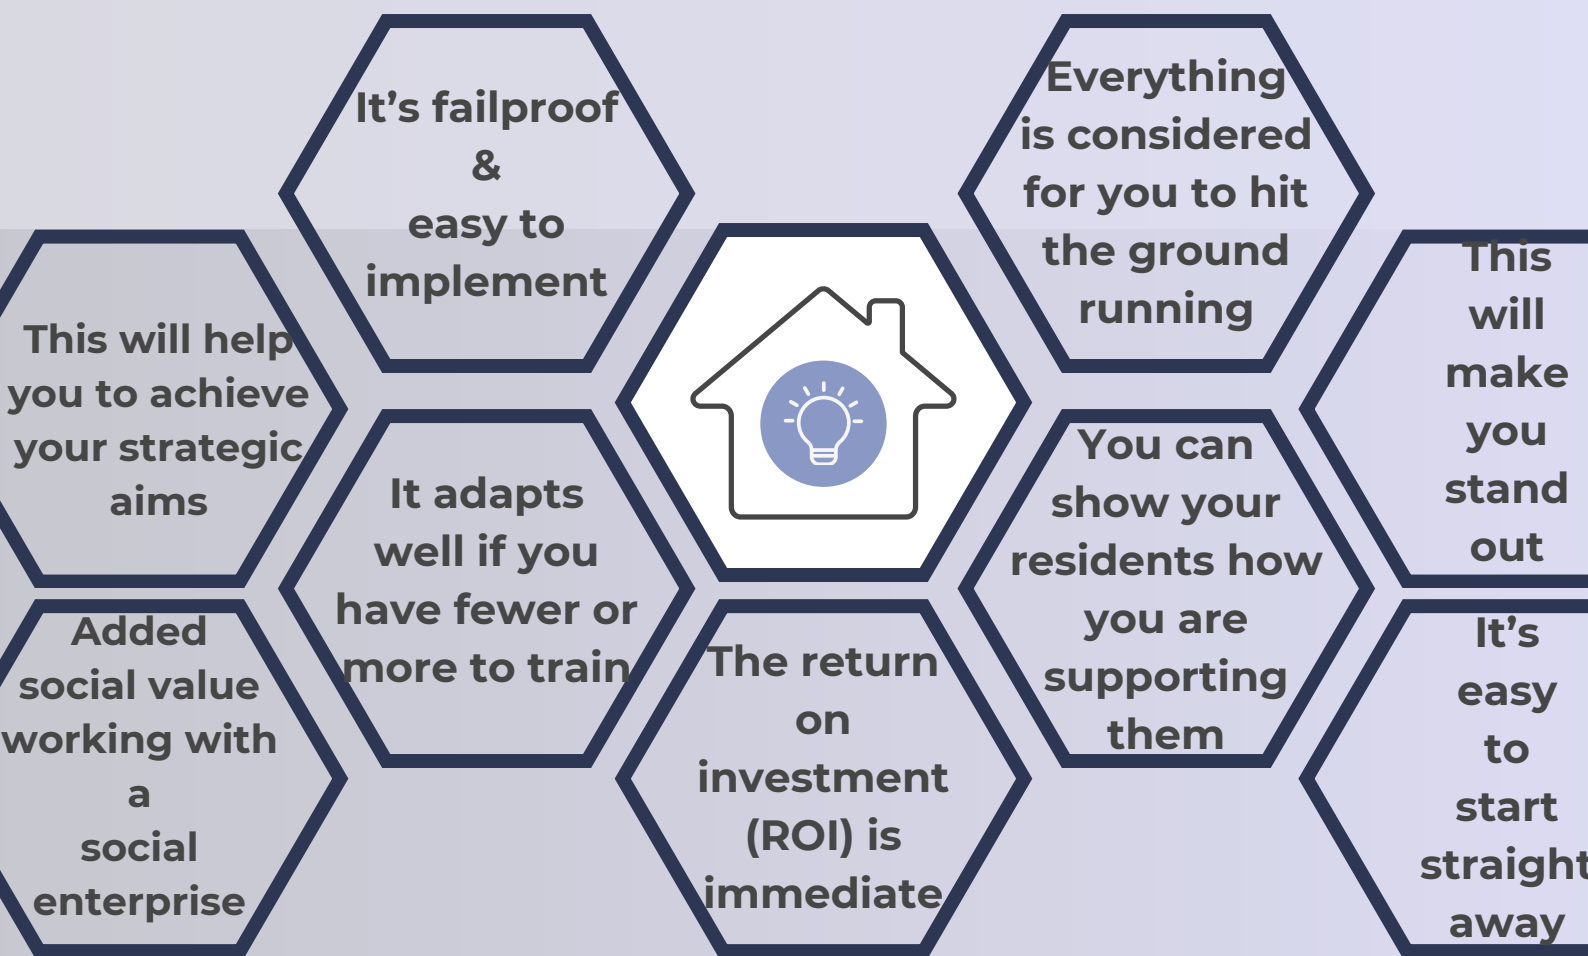 It’s failproof
&
easy to
implement
Everything
is considered
for you to hit
the ground
running
This will help
you to achieve
your strategic
aims
This
will
make
you
stand
out
It adapts
well if you
have fewer or
more to train
You can
show your
residents how
you are
supporting
them
Added
social value
working with
a
social
enterprise
The return
on
investment
(ROI) is
immediate
It’s
easy
to
start
straight
away